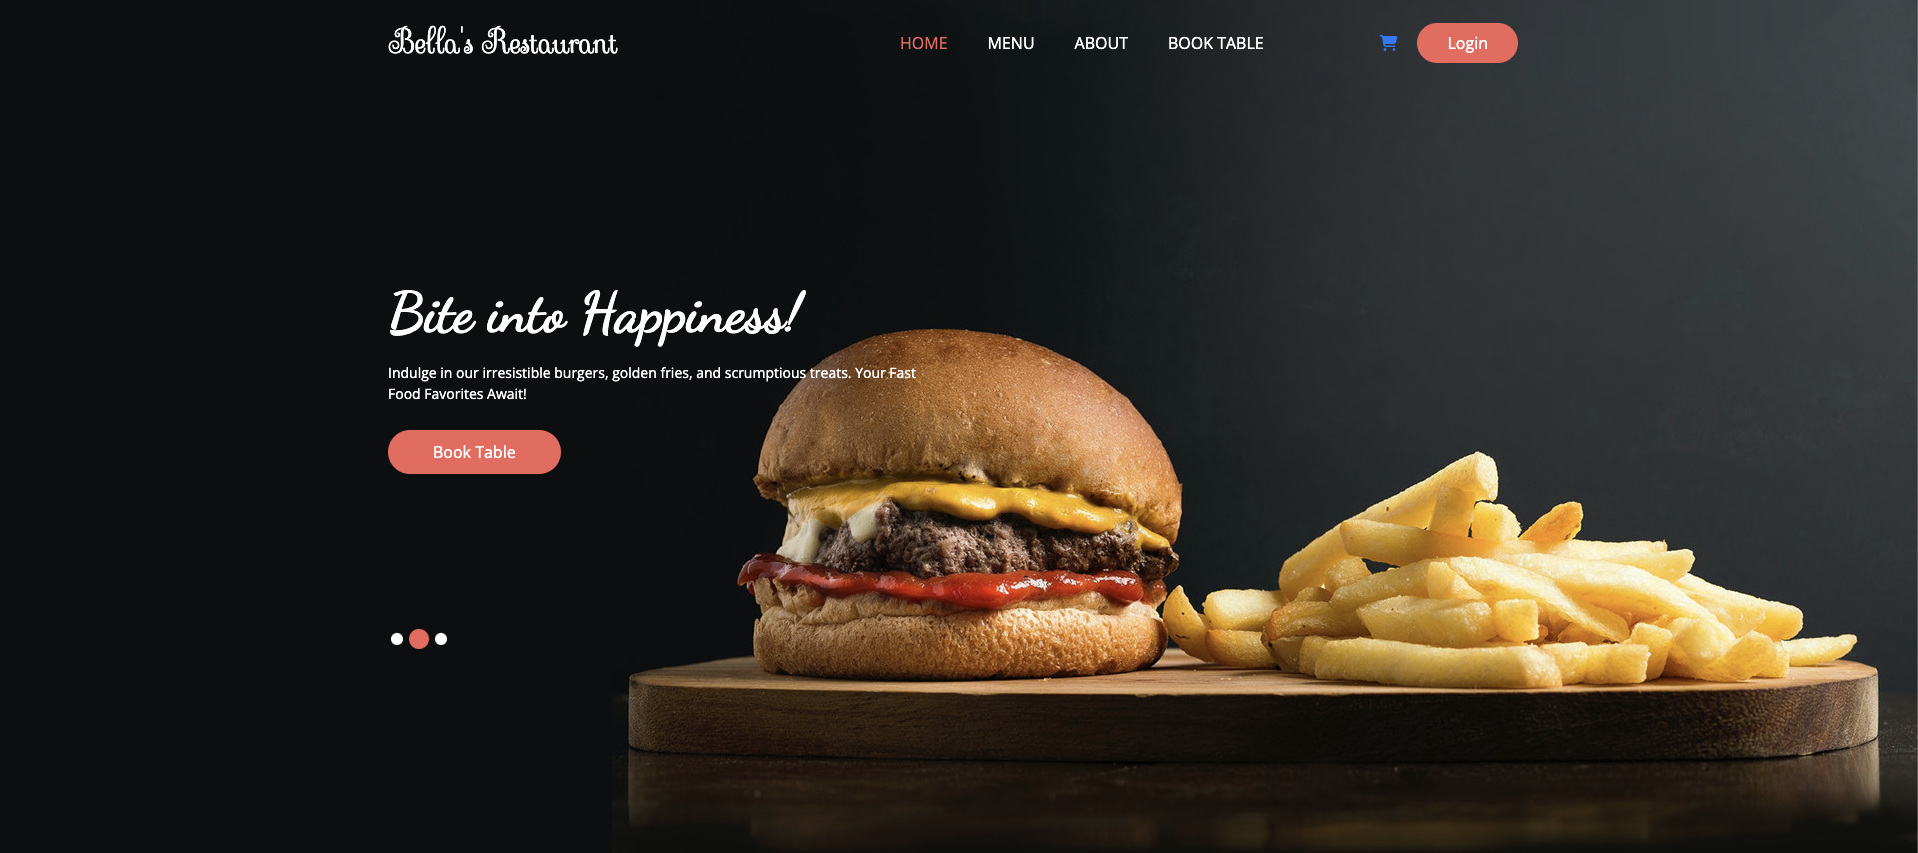 Bella's Restaurant
HOME MENU ABOUT BOOK TABLE
Login
Bite into Happiness!
Indulge in our irresistible burgers, golden fries, and scrumptious treats. Your Fast
Food Favorites Await!
Book Table